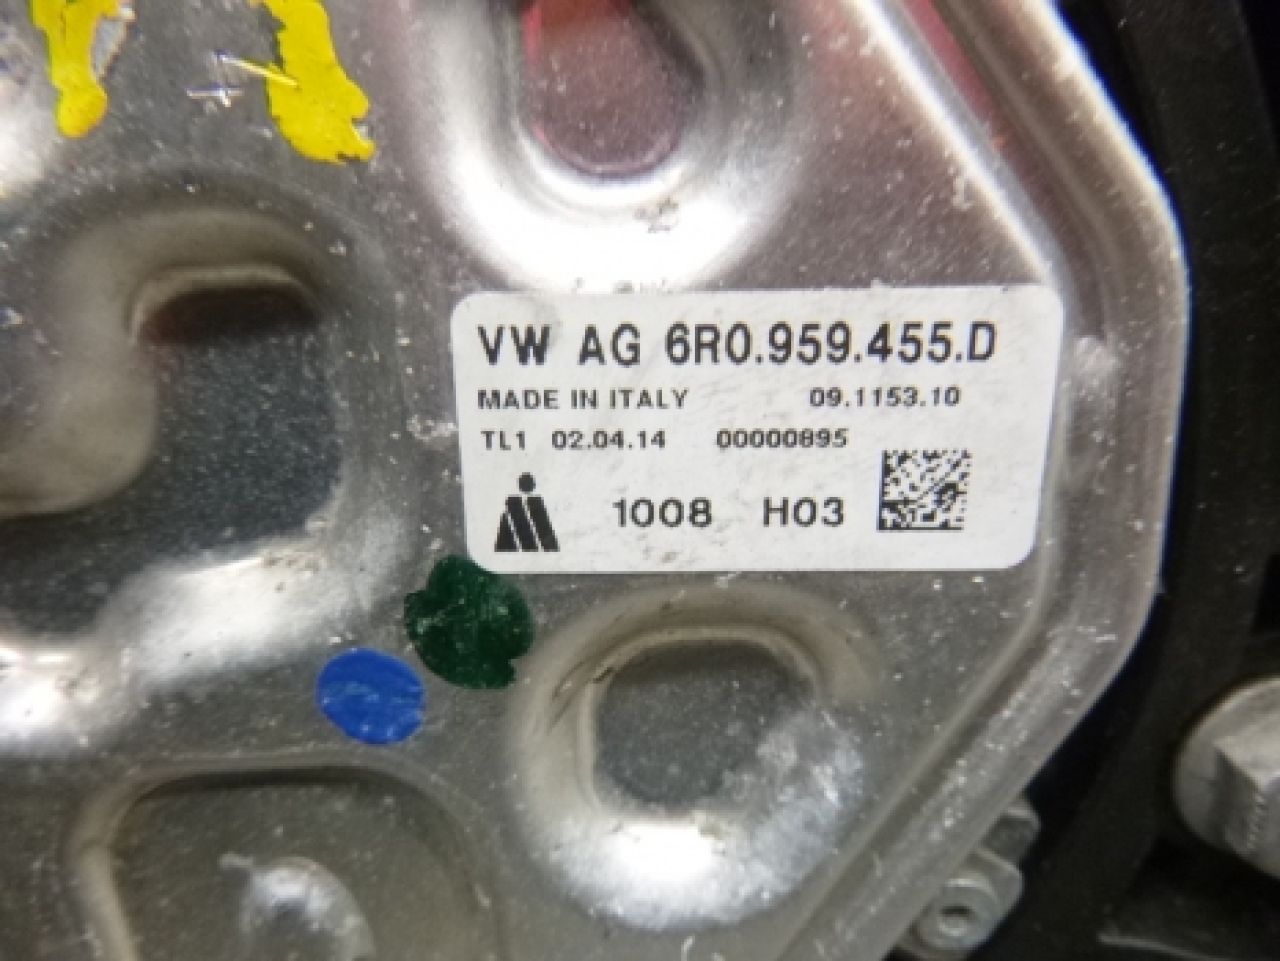 VW AG 6R0.959.455.D
MADE IN ITALY 09.1153.10
TL1 02.04.14 00000895
1008 H03